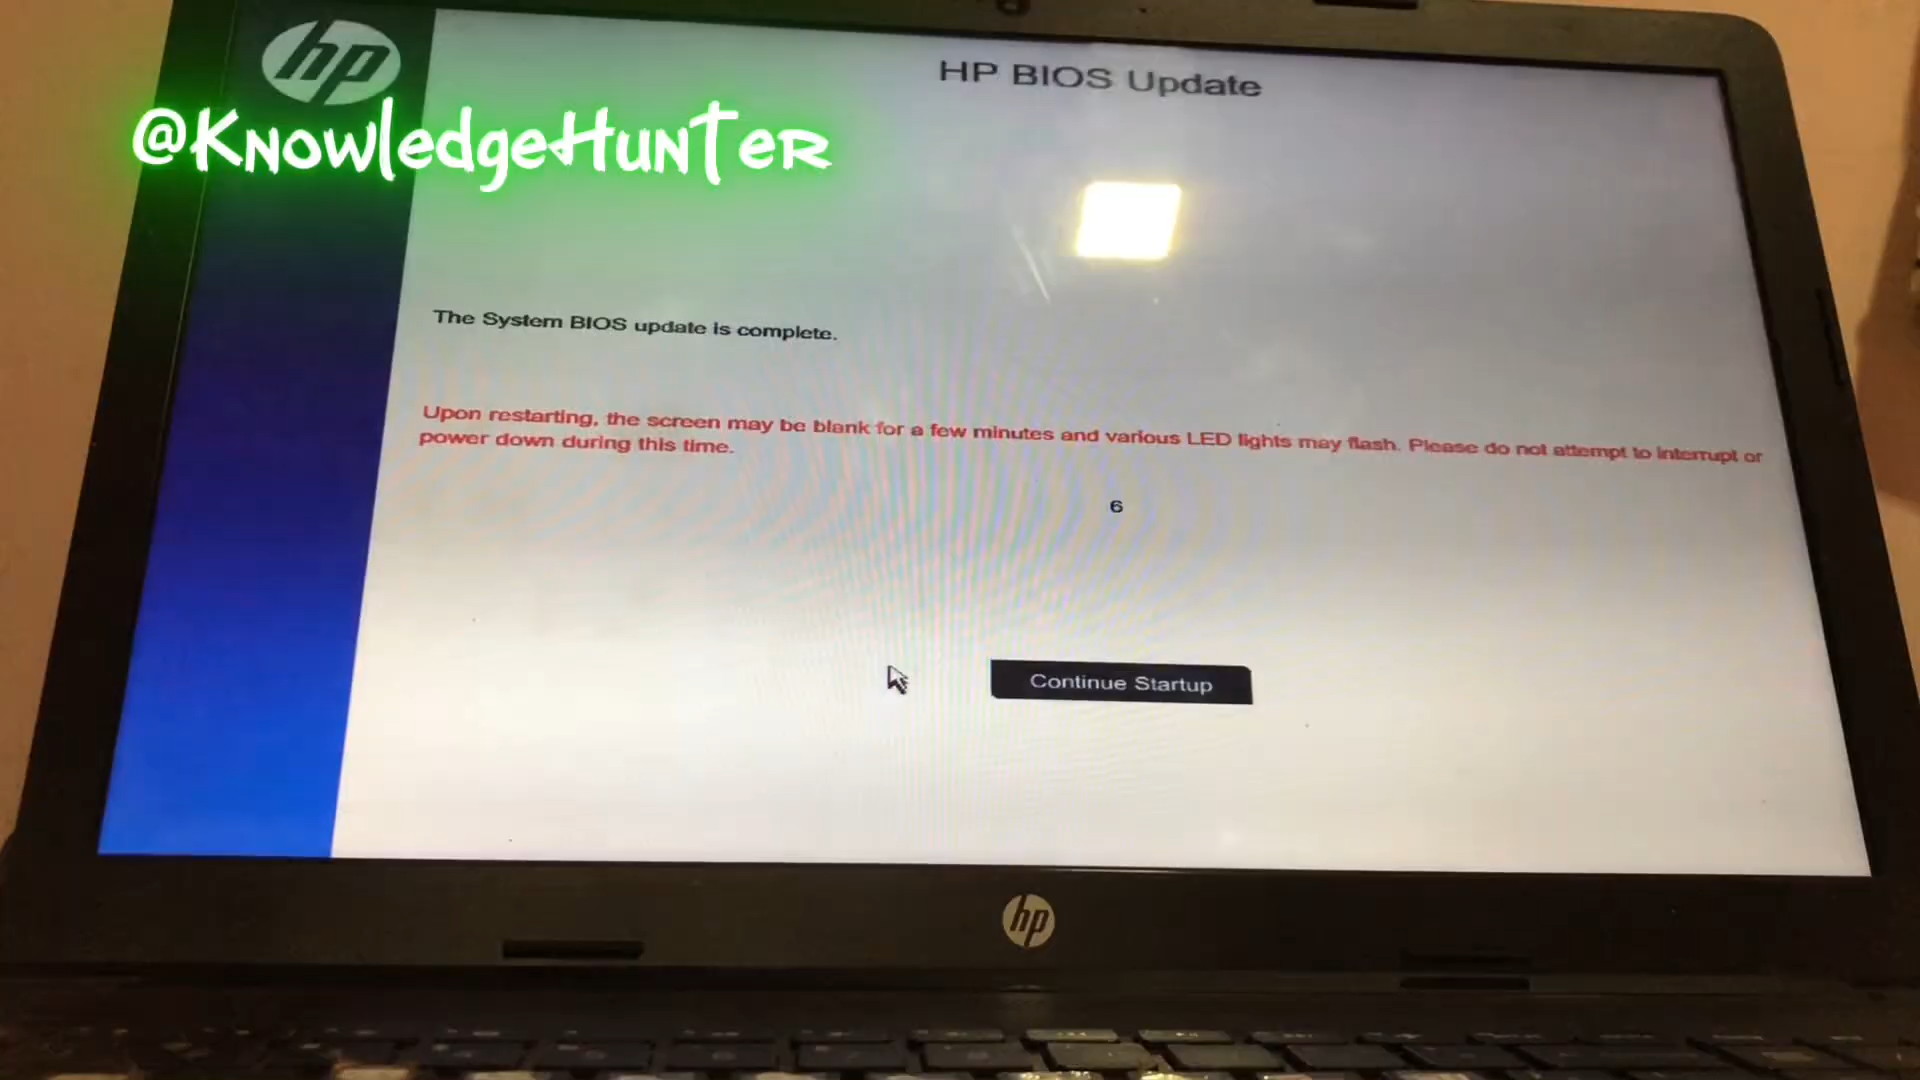 hp
HP BIOS Update
@KnowledgeHunter
The System BIOS update is complete.
Upon restarting, the screen may be blank for a few minutes and various LED lights may flash. Please do not attempt to interrupt or
power down during this time.
6
Continue Startup
hp